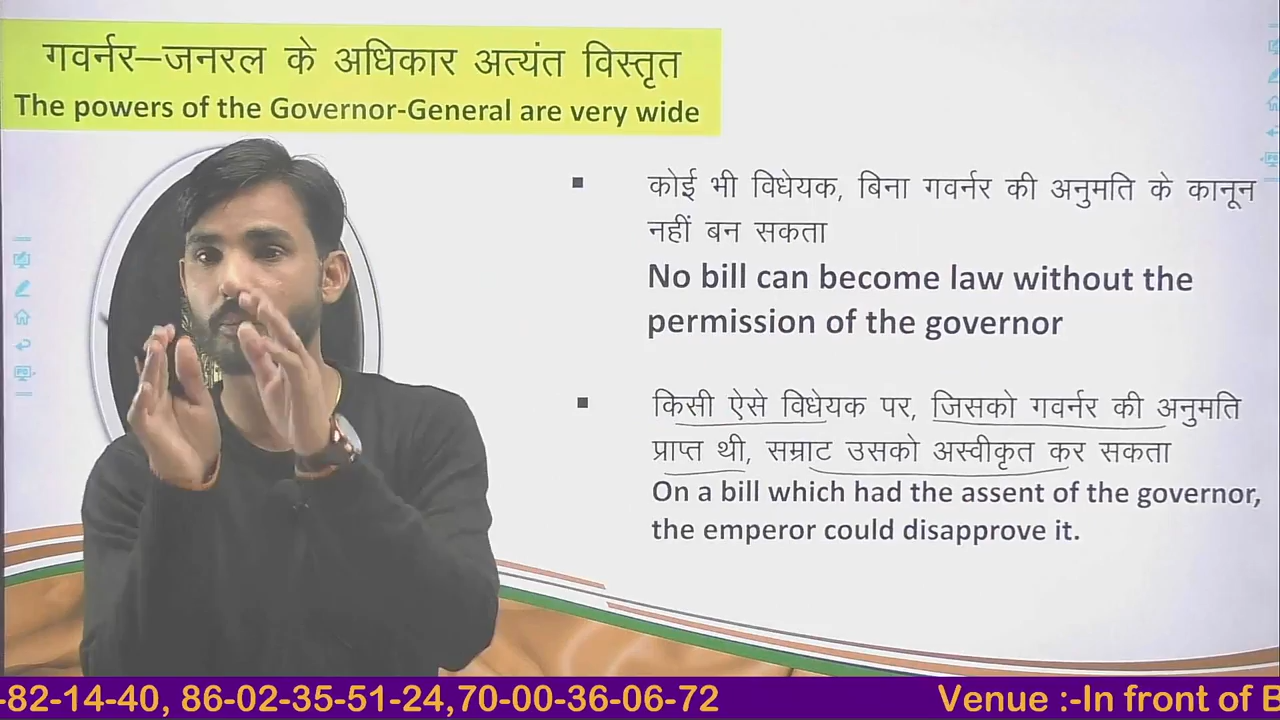 गवर्नर–जनरल के अधिकार अत्यंत विस्तृत
The powers of the Governor-General are very wide
▪ कोई भी विधेयक, बिना गवर्नर की अनुमति के कानून
नहीं बन सकता
No bill can become law without the
permission of the governor
▪ किसी ऐसे विधेयक पर, जिसको गवर्नर की अनुमति
प्राप्त थी, सम्राट उसको अस्वीकृत कर सकता
On a bill which had the assent of the governor,
the emperor could disapprove it.
-82-14-40, 86-02-35-51-24,70-00-36-06-72 Venue :-In front of B